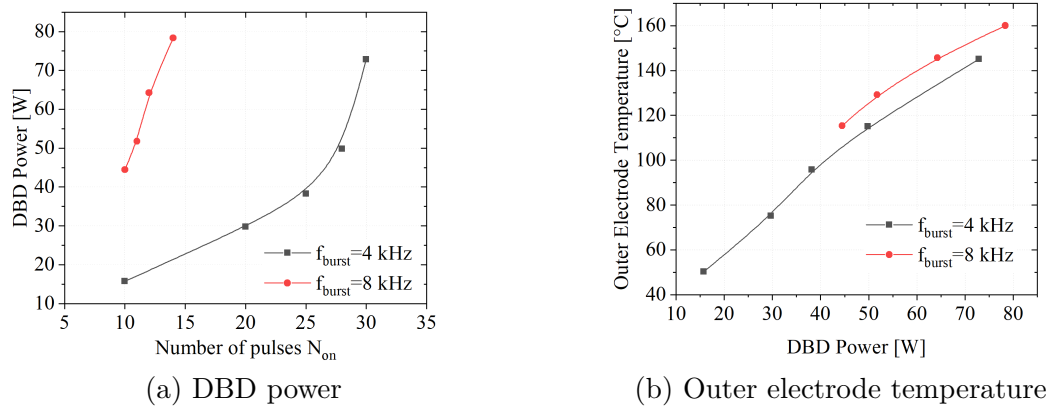 80
70
60
50
40
30
20
10
DBD Power [W]
f_burst=4 kHz
f_burst=8 kHz
5 10 15 20 25 30 35
Number of pulses N_on
(a) DBD power
160
140
120
100
80
60
40
Outer Electrode Temperature [°C]
f_burst=4 kHz
f_burst=8 kHz
10 20 30 40 50 60 70 80
DBD Power [W]
(b) Outer electrode temperature